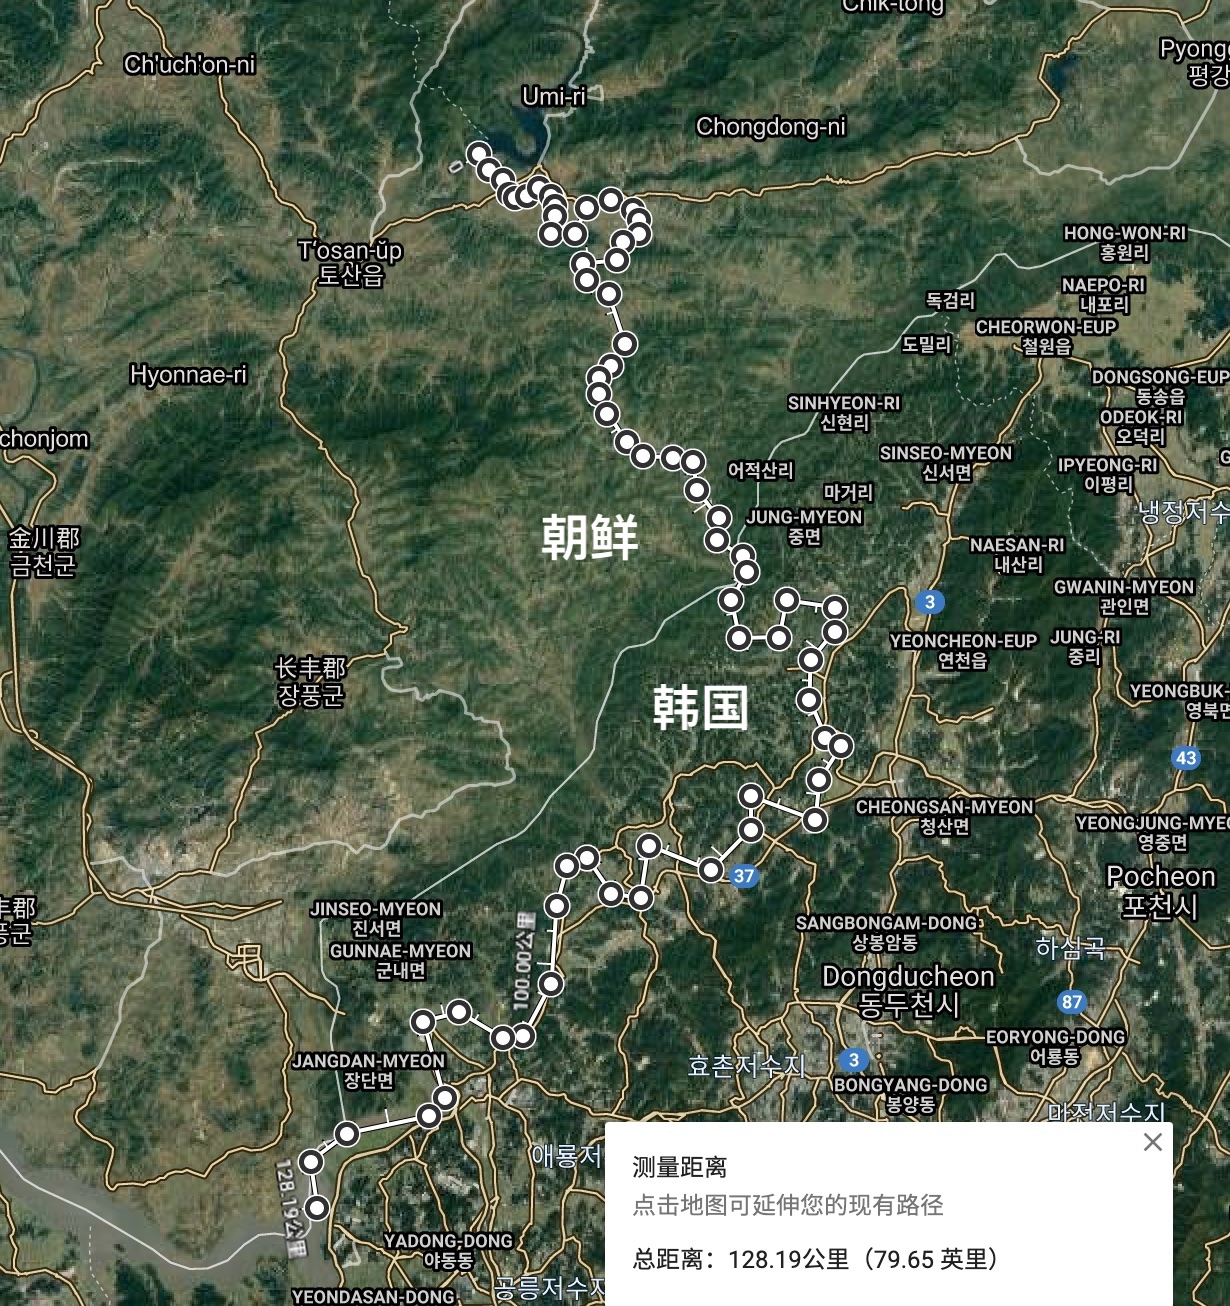 Chik-tong
Ch'uch'on-ni
Umi-ri
Chongdong-ni
T'osan-ŭp
토산읍
HONG-WON-RI
홍원리
NAEPO-RI
내포리
독검리
CHEORWON-EUP
철원읍
도밀리
Hyonnae-ri
DONGSONG-EUP
동송읍
SINHYEON-RI
신현리
ODEOK-RI
오덕리
chonjom
SINSEO-MYEON
신서면
IPYEONG-RI
이평리
어적산리
마거리
JUNG-MYEON
중면
냉정저수
朝鲜
金川郡
금천군
NAESAN-RI
내산리
GWANIN-MYEON
관인면
3
YEONCHEON-EUP
연천읍
JUNG-RI
중리
长丰郡
장풍군
韩国
YEONGBUK-
영북면
43
CHEONGSAN-MYEON
청산면
YEONGJUNG-MYEO
영중면
37
Pocheon
포천시
丰郡
풍군
JINSEO-MYEON
진서면
GUNNAE-MYEON
군내면
100.00公里
SANGBONGAM-DONG
상봉암동
하심곡
Dongducheon
동두천시
87
JANGDAN-MYEON
장단면
효촌저수지
3
EORYONG-DONG
어룡동
BONGYANG-DONG
봉양동
마전저수지
애룡저
128.19公里
测量距离
点击地图可延伸您的现有路径
总距离：128.19公里（79.65 英里）
YADONG-DONG
야동동
공릉저수지
YEONDASAN-DONG